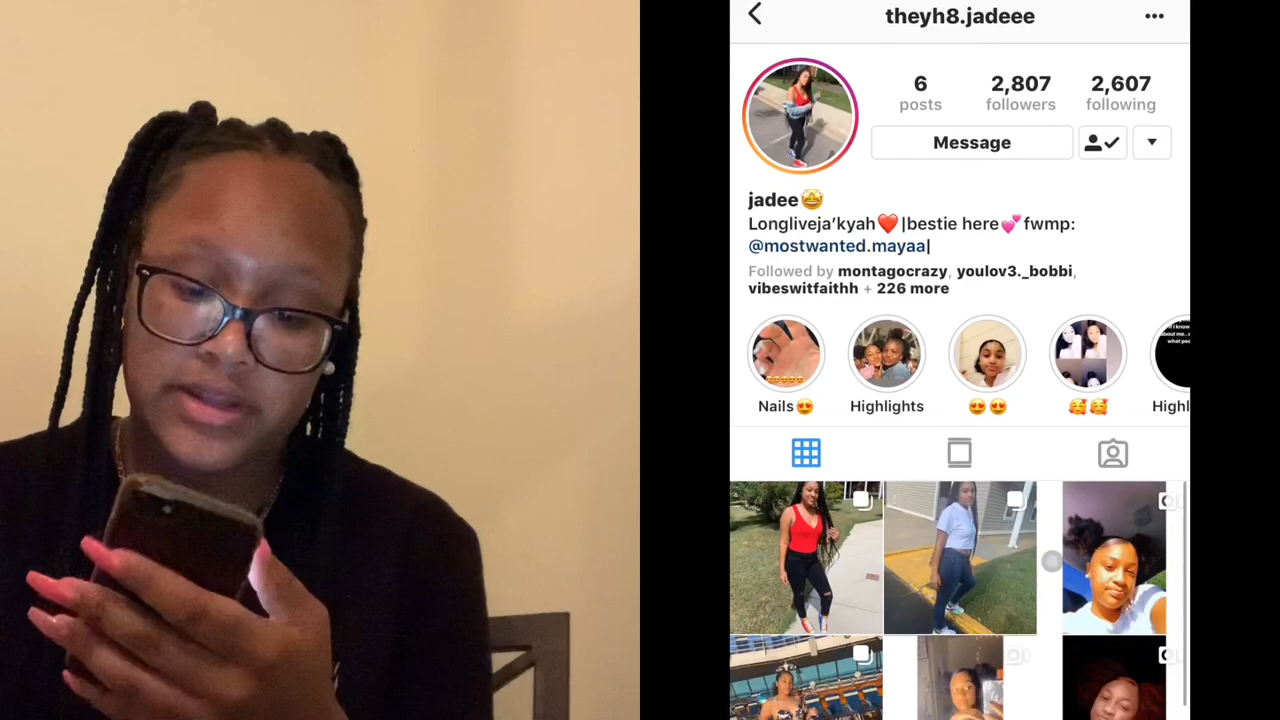 theyh8.jadeee
6 2,807 2,607
posts followers following
Message
jadee🤩
Longliveja’kyah❤️|bestie here💕fwmp:
@mostwanted.mayaa|
Followed by montagocrazy, youlov3._bobbi,
vibeswitfaithh + 226 more
Nails😍 Highlights 😍😍 🥰🥰 Highl